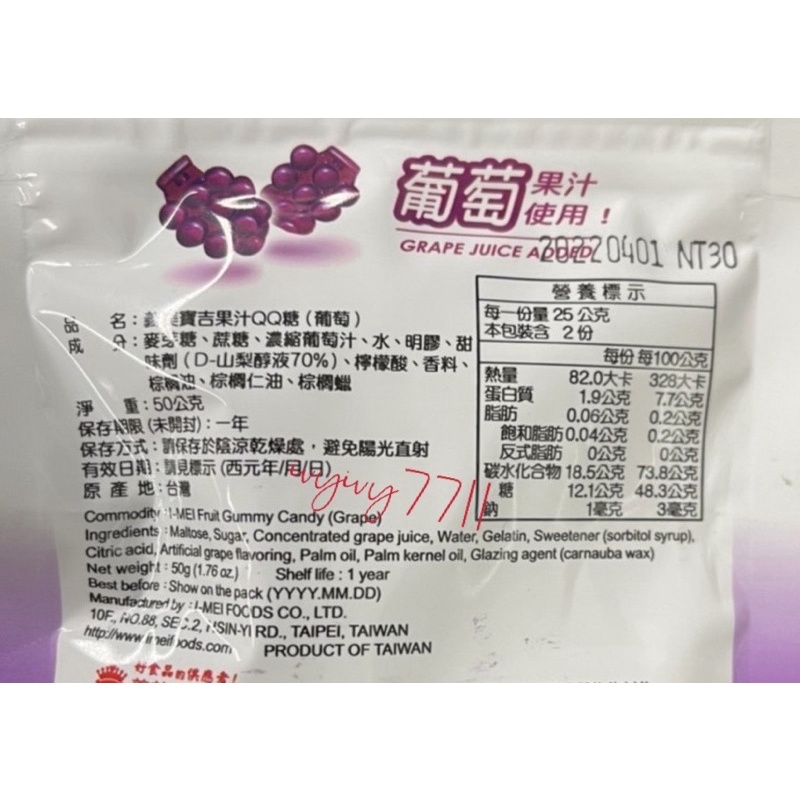 葡萄果汁使用！
GRAPE JUICE ADDED
20220401 NT30
品 名：義美寶吉果汁QQ糖（葡萄）
成 分：麥芽糖、蔗糖、濃縮葡萄汁、水、明膠、甜
味劑（D-山梨醇液70%）、檸檬酸、香料、
棕櫚油、棕櫚仁油、棕櫚蠟
淨 重：50公克
保存期限（未開封）：一年
保存方式：請保存於陰涼乾燥處，避免陽光直射
有效日期：請見標示（西元年/月/日）
原 產 地：台灣
營養標示
每一份量 25 公克
本包裝含 2 份
每份 每100公克
熱量 82.0大卡 328大卡
蛋白質 1.9公克 7.7公克
脂肪 0.06公克 0.2公克
飽和脂肪 0.04公克 0.2公克
反式脂肪 0公克 0公克
碳水化合物 18.5公克 73.8公克
糖 12.1公克 48.3公克
鈉 1毫克 3毫克
wyivy7711
Commodity : I-MEI Fruit Gummy Candy (Grape)
Ingredients : Maltose, Sugar, Concentrated grape juice, Water, Gelatin, Sweetener (sorbitol syrup),
Citric acid, Artificial grape flavoring, Palm oil, Palm kernel oil, Glazing agent (carnauba wax)
Net weight : 50g (1.76 oz.) Shelf life : 1 year
Best before : Show on the pack (YYYY.MM.DD)
Manufactured by : I-MEI FOODS CO., LTD.
10F., NO.88, SEC.2, HSIN-YI RD., TAIPEI, TAIWAN
http://www.imeifoods.com PRODUCT OF TAIWAN
好食品的供應者！